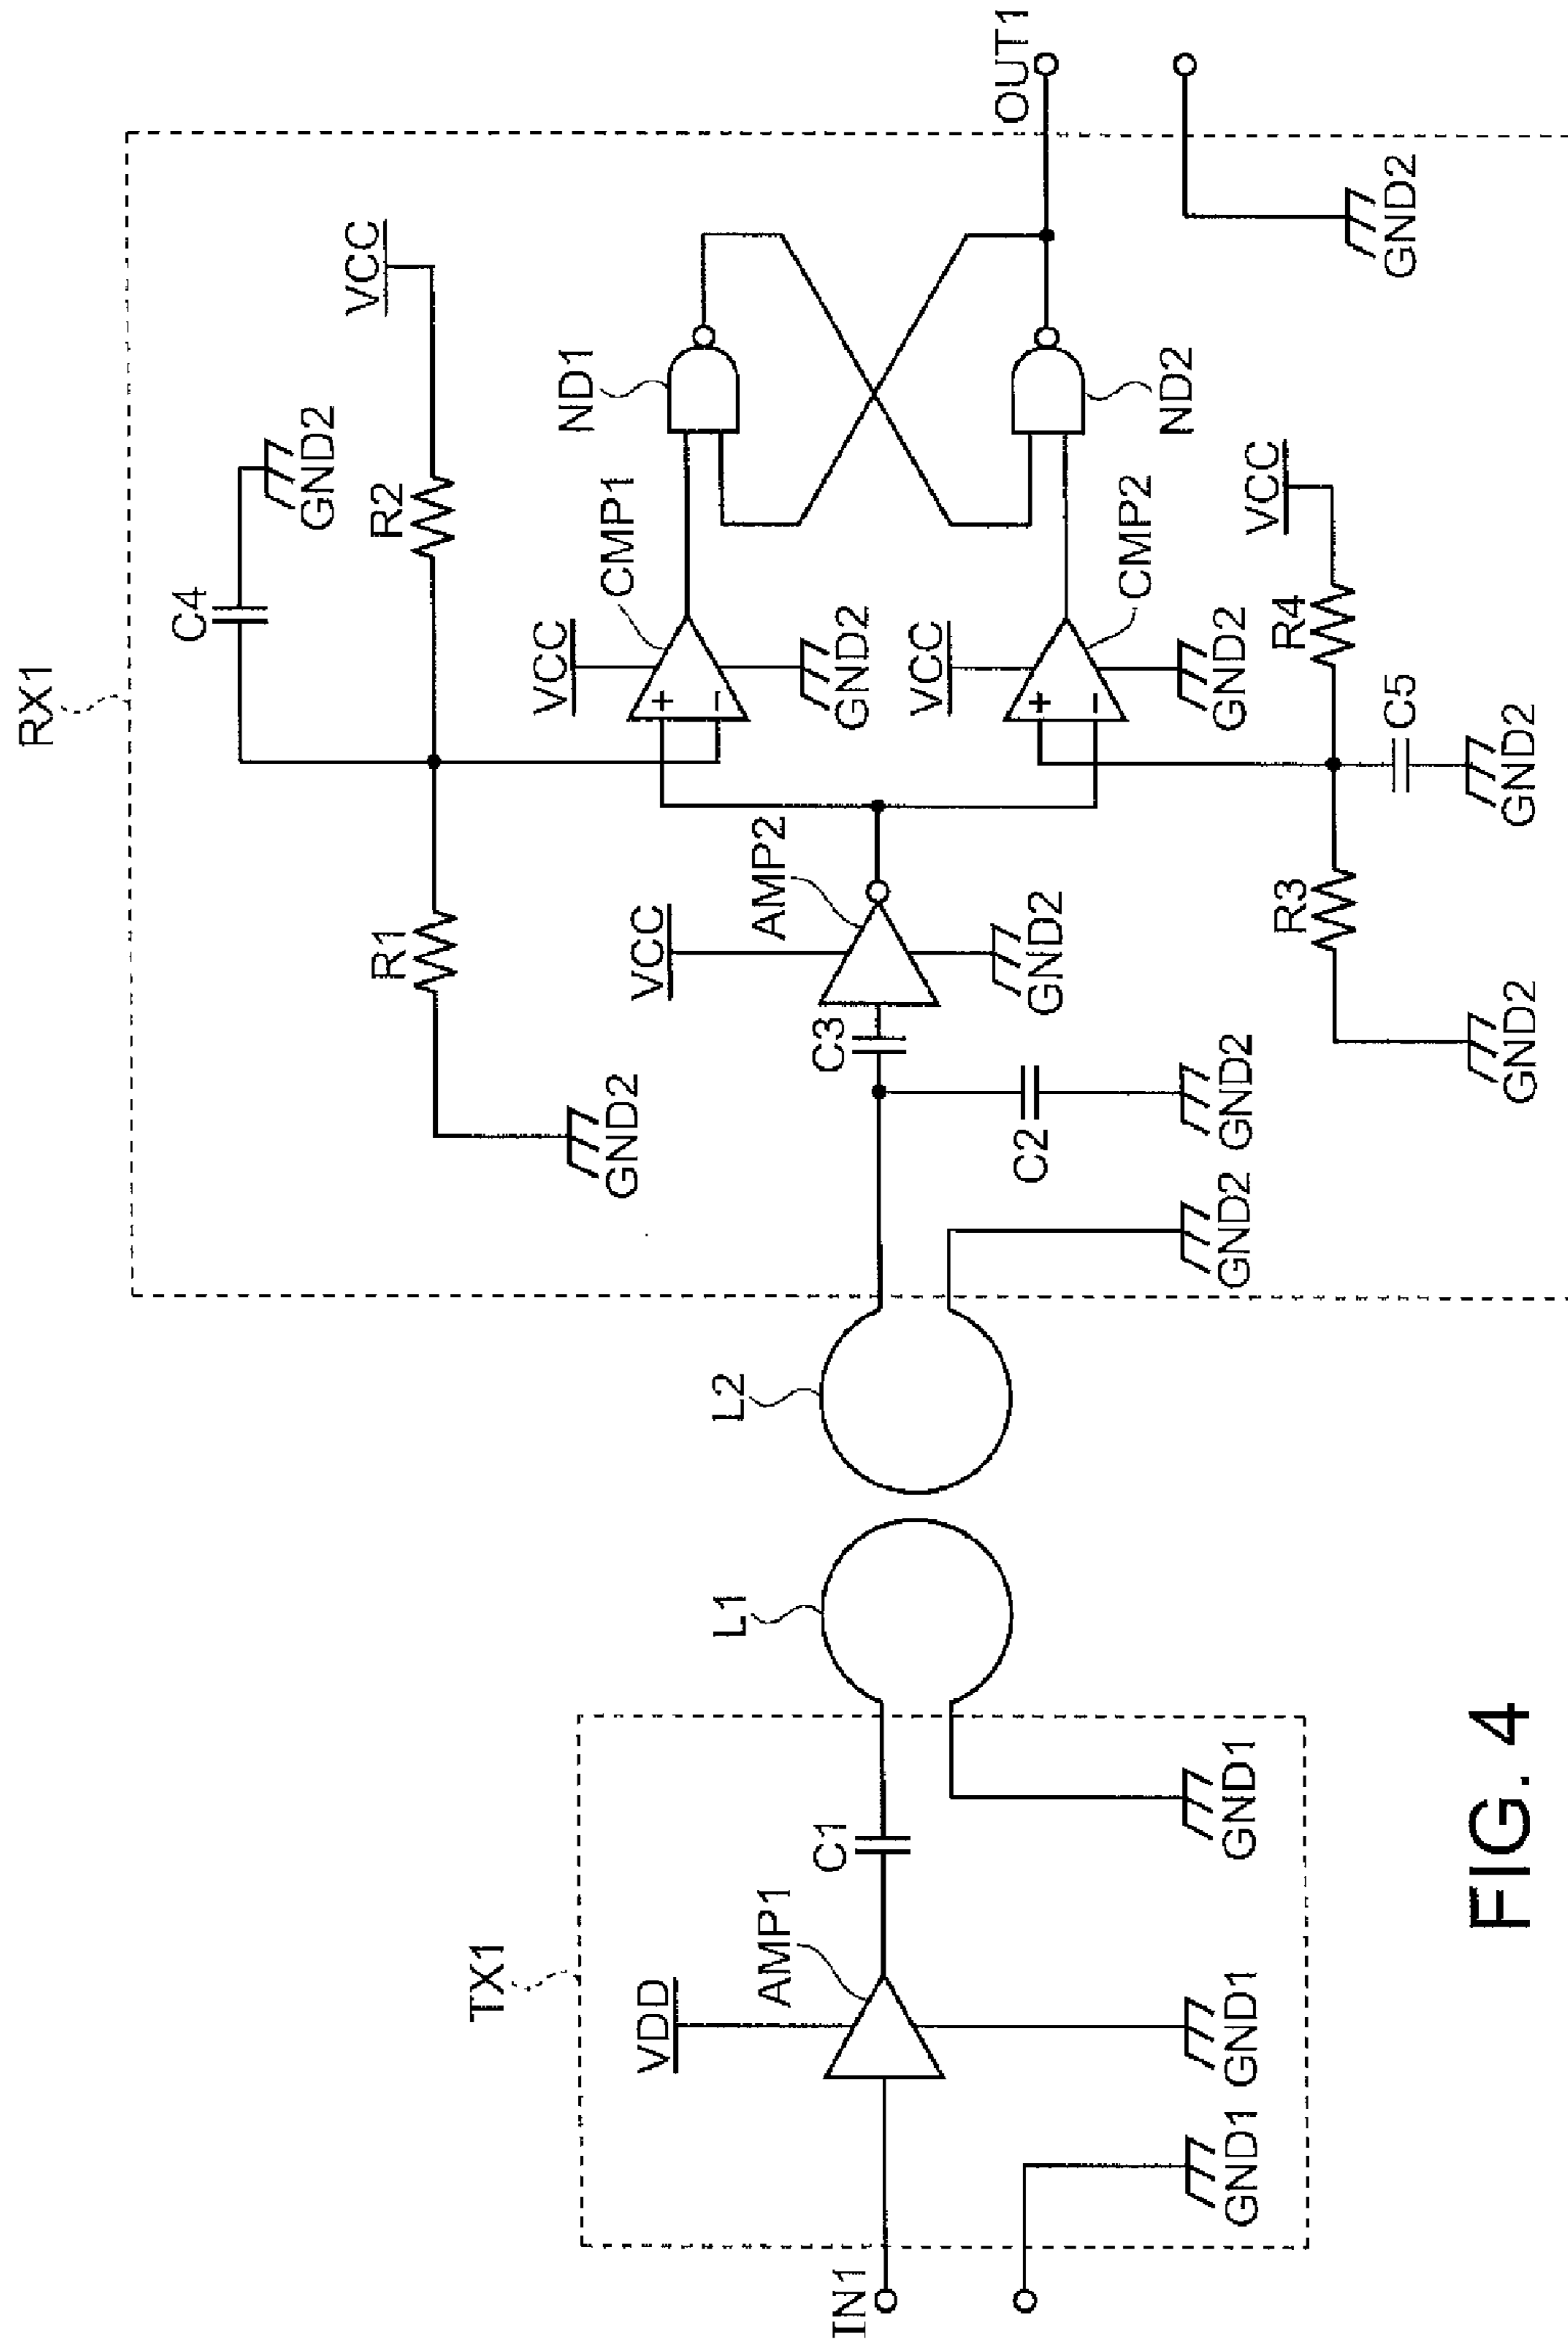 RX1
C4
GND2
VCC
R1
R2
GND2
ND1
CMP1
VCC
GND2
VCC
AMP2
GND2
C3
C2
GND2
GND2
VCC
GND2
CMP2
ND2
OUT1
GND2
VCC
R3
R4
C5
GND2
GND2
L1
L2
TX1
VDD
AMP1
C1
IN1
GND1
GND1
GND1
FIG. 4